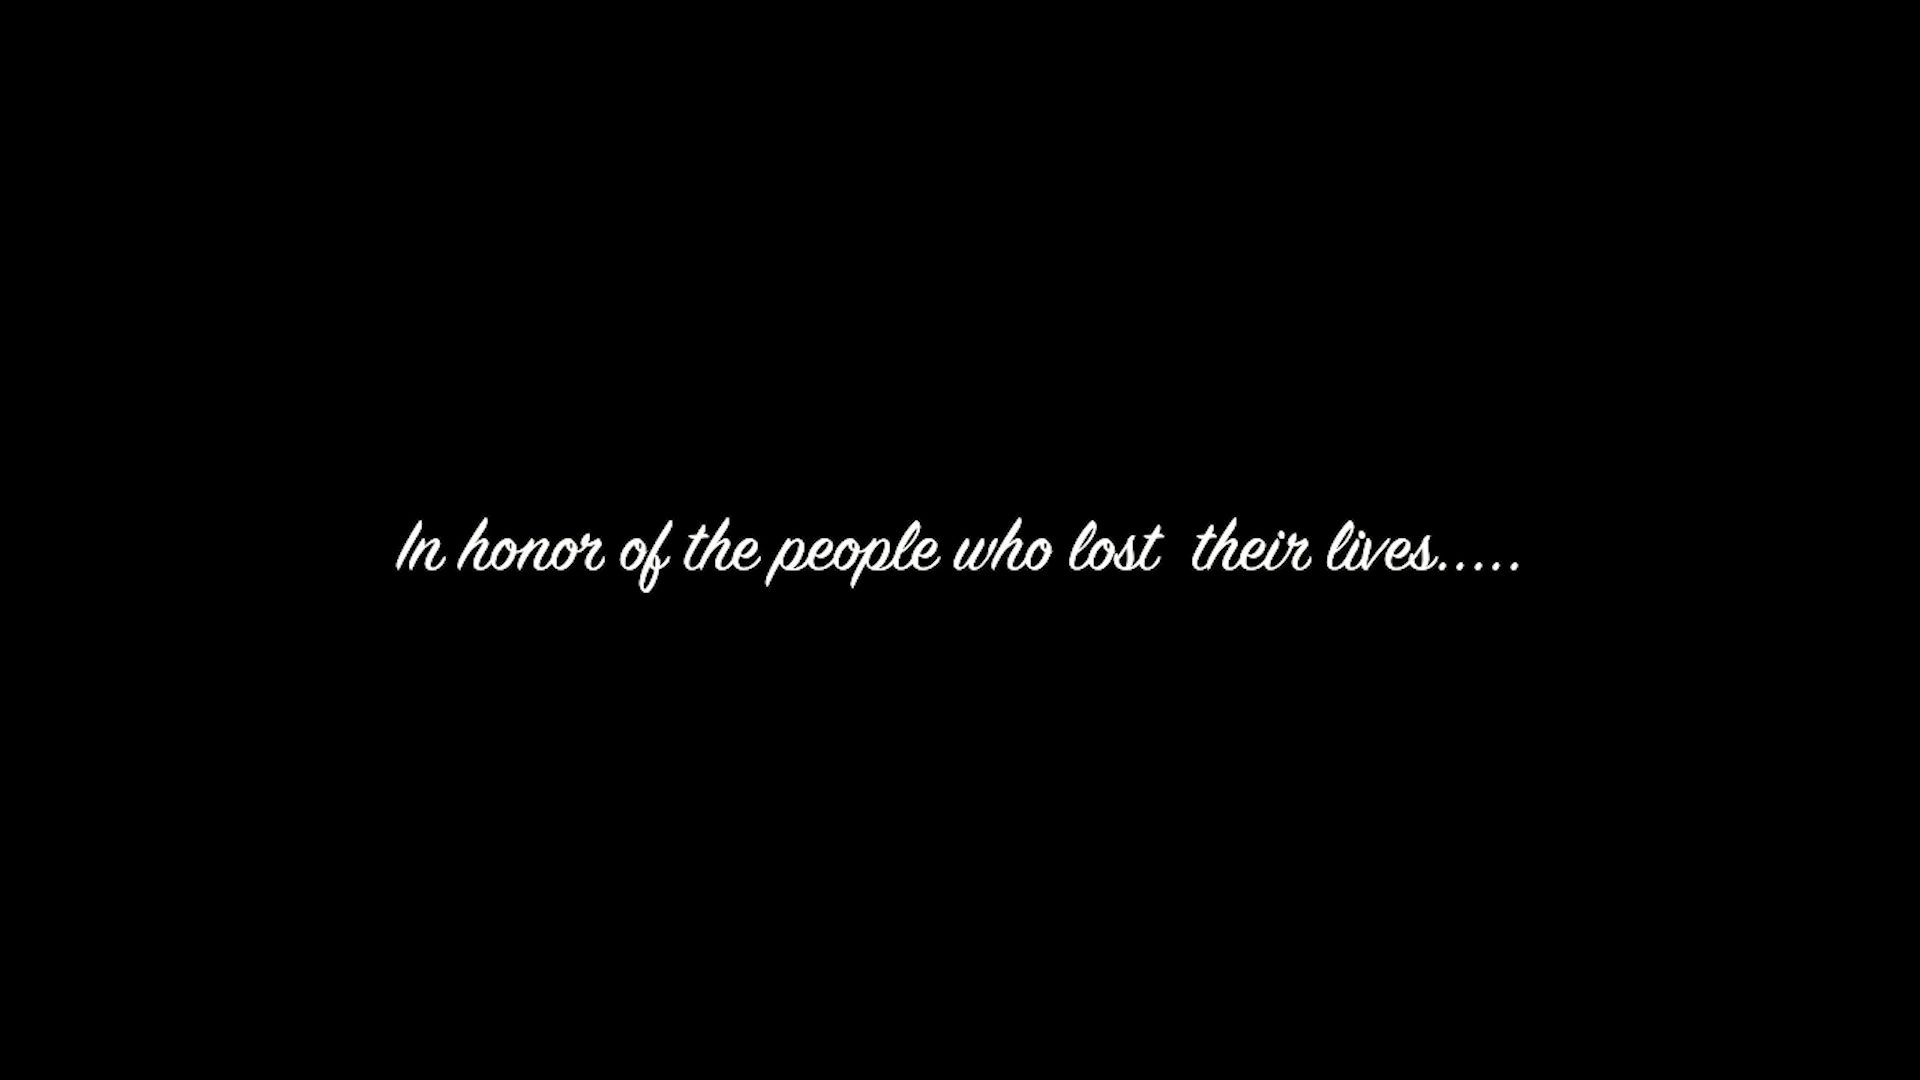 In honor of the people who lost  their lives.....